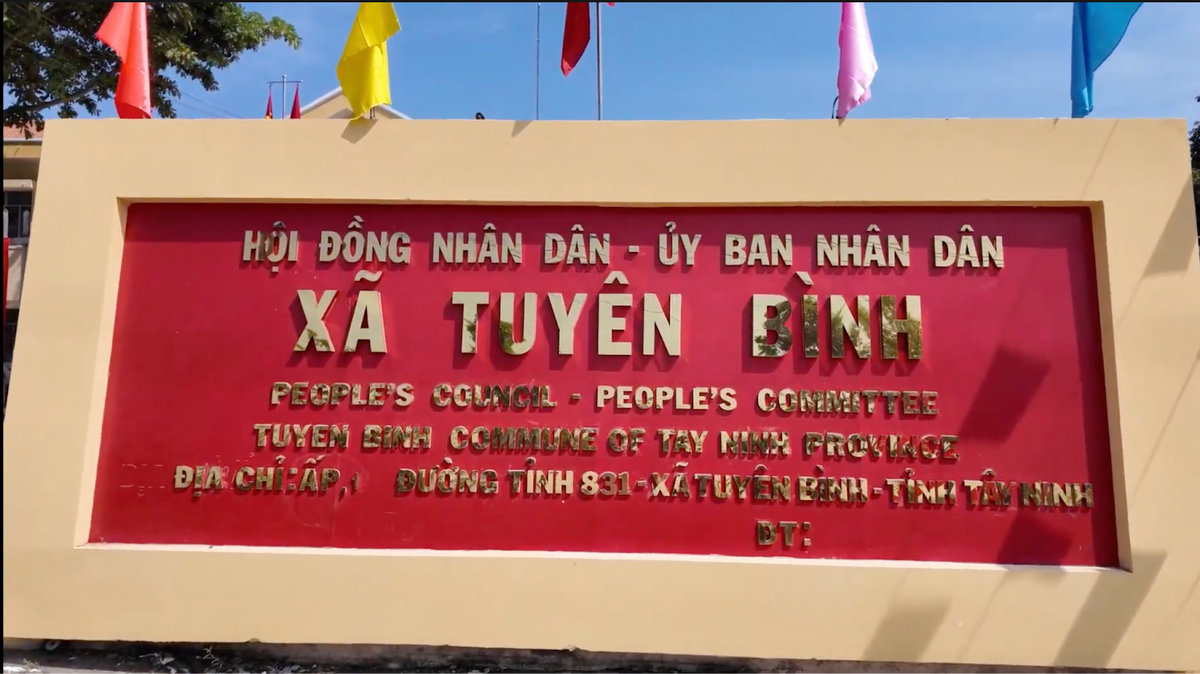 HỘI ĐỒNG NHÂN DÂN - ỦY BAN NHÂN DÂN
XÃ TUYÊN BÌNH
PEOPLE'S COUNCIL - PEOPLE'S COMMITTEE
TUYEN BINH COMMUNE OF TAY NINH PROVINCE
ĐỊA CHỈ:ẤP, ĐƯỜNG TỈNH 831 - XÃ TUYÊN BÌNH - TỈNH TÂY NINH
ĐT: